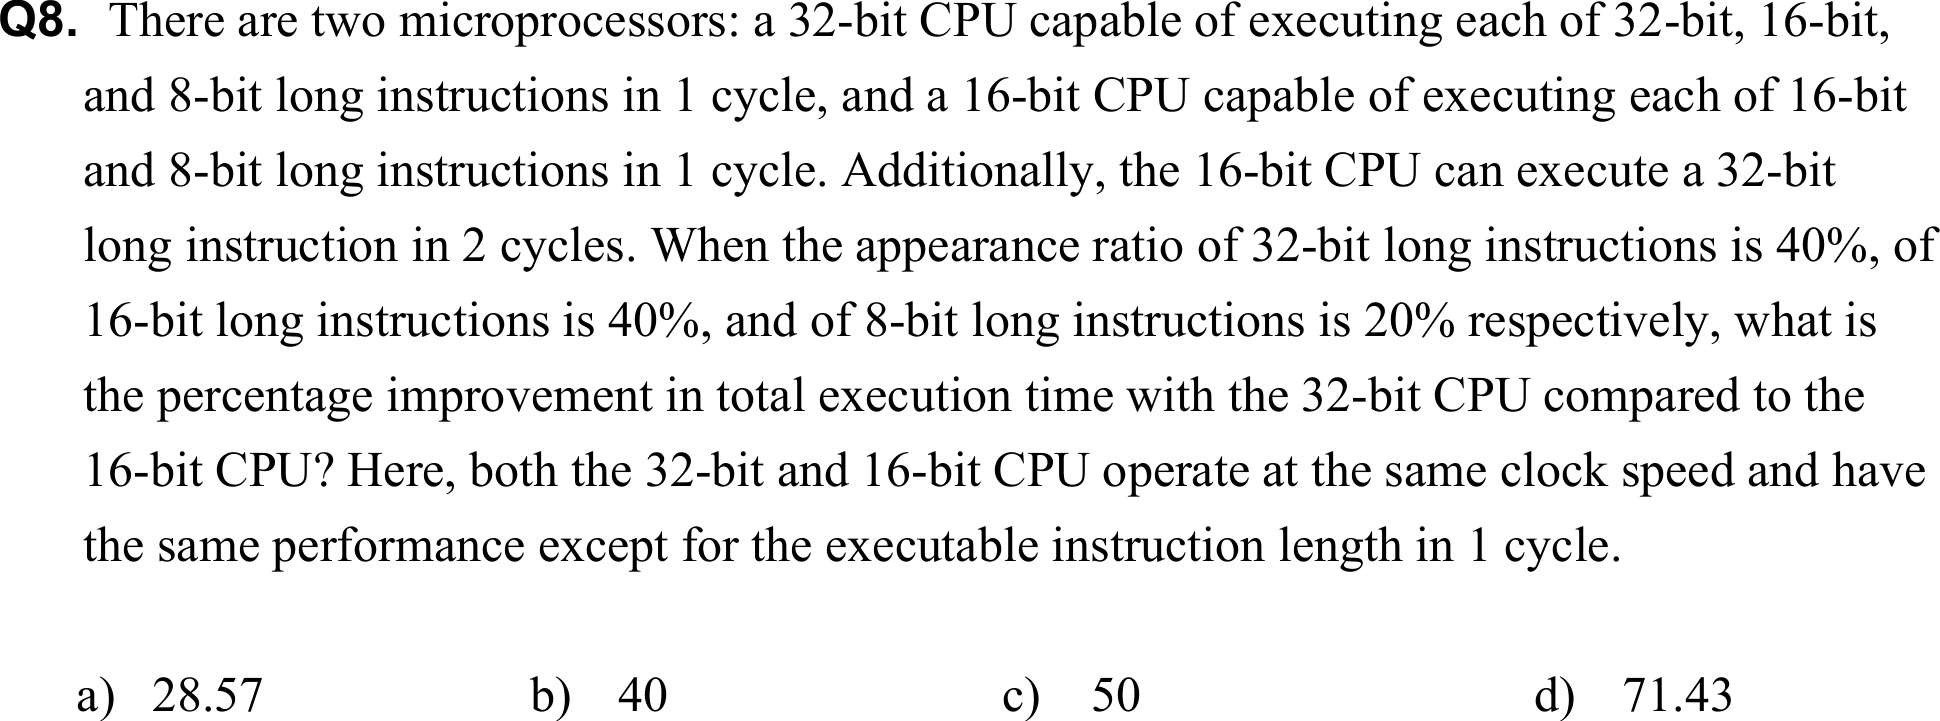 Q8. There are two microprocessors: a 32-bit CPU capable of executing each of 32-bit, 16-bit,
and 8-bit long instructions in 1 cycle, and a 16-bit CPU capable of executing each of 16-bit
and 8-bit long instructions in 1 cycle. Additionally, the 16-bit CPU can execute a 32-bit
long instruction in 2 cycles. When the appearance ratio of 32-bit long instructions is 40%, of
16-bit long instructions is 40%, and of 8-bit long instructions is 20% respectively, what is
the percentage improvement in total execution time with the 32-bit CPU compared to the
16-bit CPU? Here, both the 32-bit and 16-bit CPU operate at the same clock speed and have
the same performance except for the executable instruction length in 1 cycle.
a) 28.57 b) 40 c) 50 d) 71.43